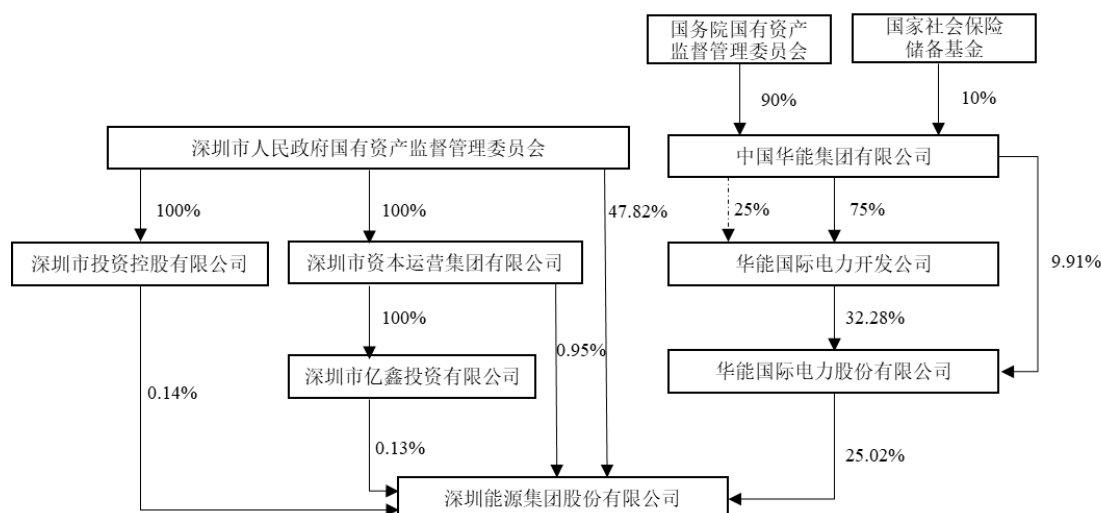 国务院国有资产
监督管理委员会
国家社会保险
储备基金
90%
10%
深圳市人民政府国有资产监督管理委员会
中国华能集团有限公司
100%
100%
47.82%
25%
75%
深圳市投资控股有限公司
深圳市资本运营集团有限公司
华能国际电力开发公司
9.91%
100%
32.28%
0.95%
深圳市亿鑫投资有限公司
华能国际电力股份有限公司
0.14%
0.13%
25.02%
深圳能源集团股份有限公司